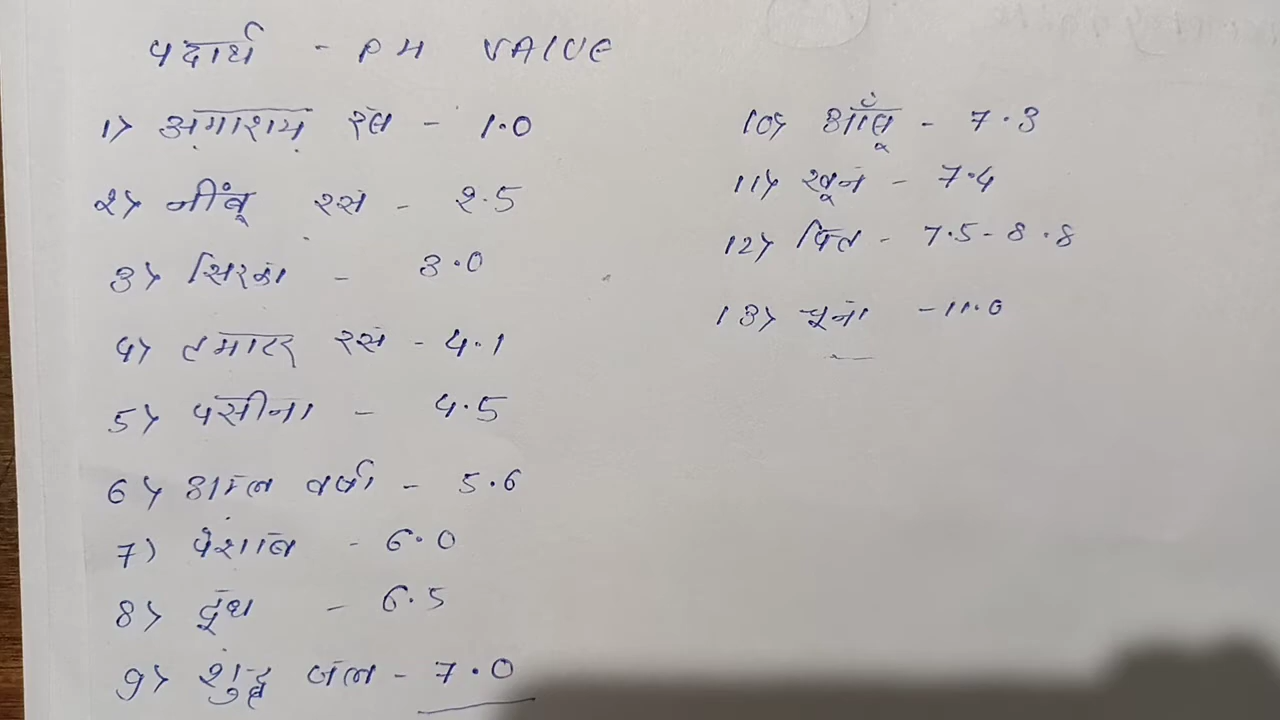 पदार्थ - PH VALUE
1) अमाशय रस - 1.0
2) नींबू रस - 2.5
3) सिरका - 3.0
4) टमाटर रस - 4.1
5) पसीना - 4.5
6) अम्ल वर्षा - 5.6
7) पेशाब - 6.0
8) दूध - 6.5
9) शुद्ध जल - 7.0
10) आँसू - 7.3
11) खून - 7.4
12) पित - 7.5-8.8
13) चूना - 11.0